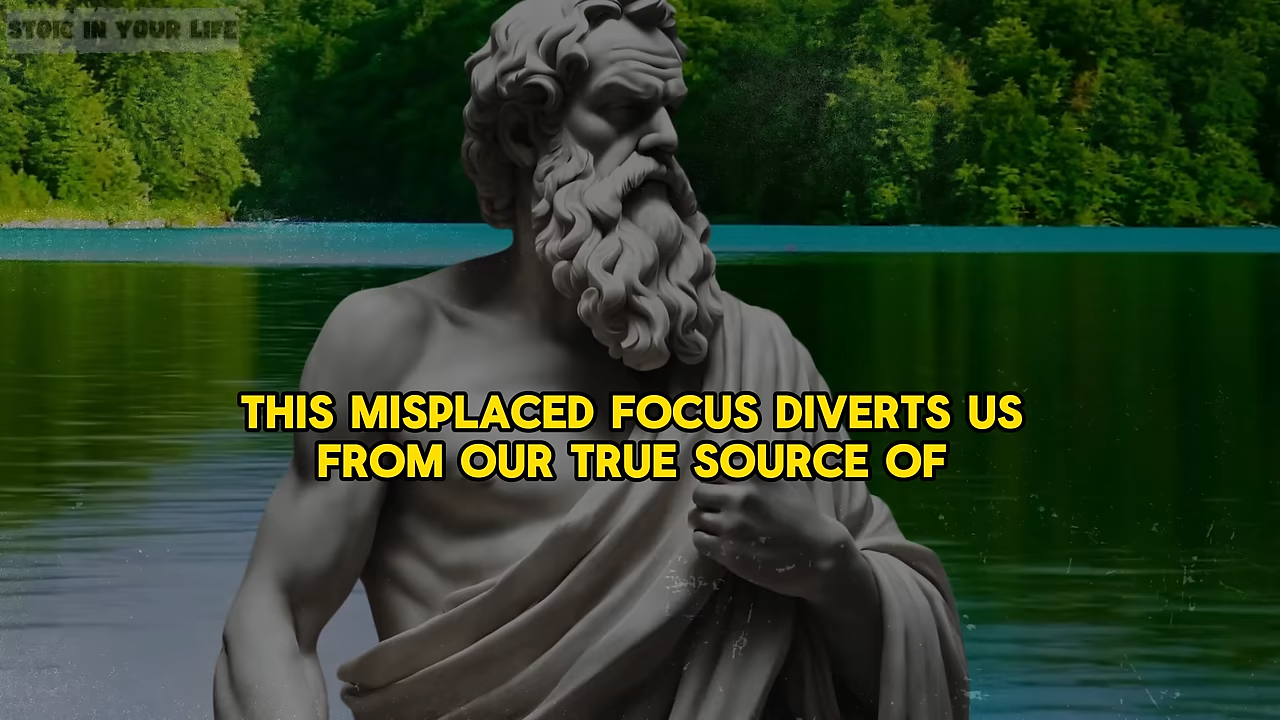 STOIC IN YOUR LIFE
THIS MISPLACED FOCUS DIVERTS US
FROM OUR TRUE SOURCE OF